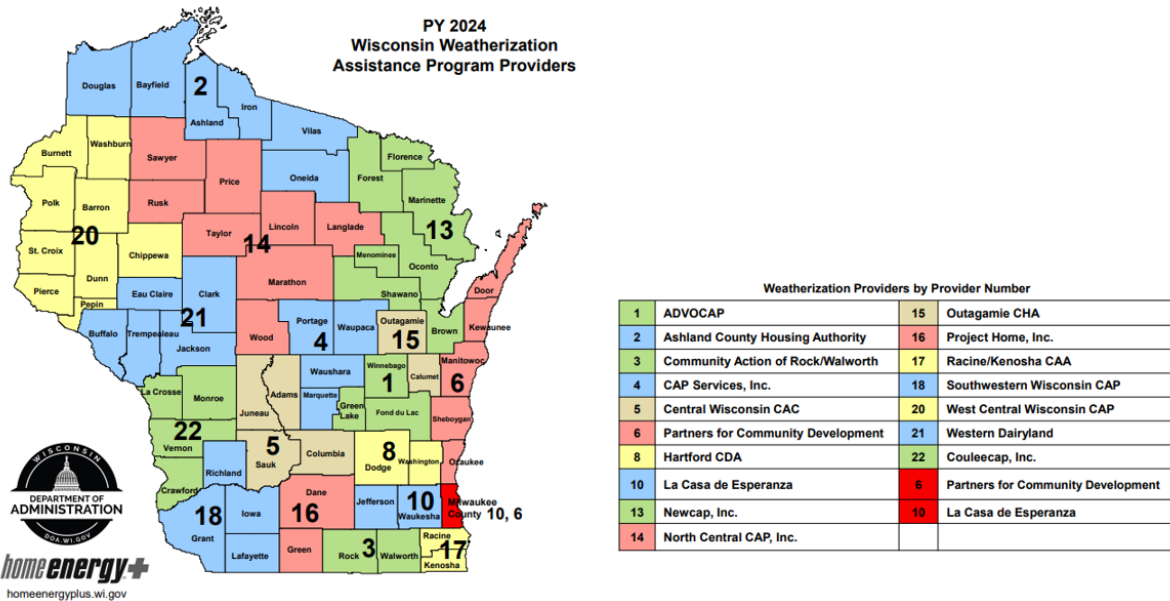 PY 2024
Wisconsin Weatherization
Assistance Program Providers
Douglas
Bayfield
2
Ashland
Iron
Vilas
Burnett
Washburn
Sawyer
Price
Oneida
Forest
Florence
Marinette
Polk
Barron
Rusk
Taylor
Lincoln
Langlade
13
20
14
St. Croix
Chippewa
Menominee
Oconto
Dunn
Marathon
Pierce
Pepin
Eau Claire
Clark
Shawano
Door
Buffalo
Trempealeau
21
Jackson
Wood
Portage
4
Waupaca
Outagamie
15
Brown
Kewaunee
Manitowoc
La Crosse
Monroe
Juneau
Adams
Waushara
Marquette
Green
Lake
Winnebago
1
Calumet
6
Fond du Lac
Sheboygan
22
Vernon
5
Sauk
Columbia
8
Dodge
Washington
Ozaukee
Crawford
Richland
18
Grant
Iowa
Dane
16
Jefferson
10
Waukesha
Milwaukee
County 10, 6
Lafayette
Green
Rock
3
Walworth
Racine
17
Kenosha
WISCONSIN
DEPARTMENT OF
ADMINISTRATION
DOA.WI.GOV
homeenergy+
homeenergyplus.wi.gov
Weatherization Providers by Provider Number
1 ADVOCAP 15 Outagamie CHA
2 Ashland County Housing Authority 16 Project Home, Inc.
3 Community Action of Rock/Walworth 17 Racine/Kenosha CAA
4 CAP Services, Inc. 18 Southwestern Wisconsin CAP
5 Central Wisconsin CAC 20 West Central Wisconsin CAP
6 Partners for Community Development 21 Western Dairyland
8 Hartford CDA 22 Couleecap, Inc.
10 La Casa de Esperanza 6 Partners for Community Development
13 Newcap, Inc. 10 La Casa de Esperanza
14 North Central CAP, Inc.